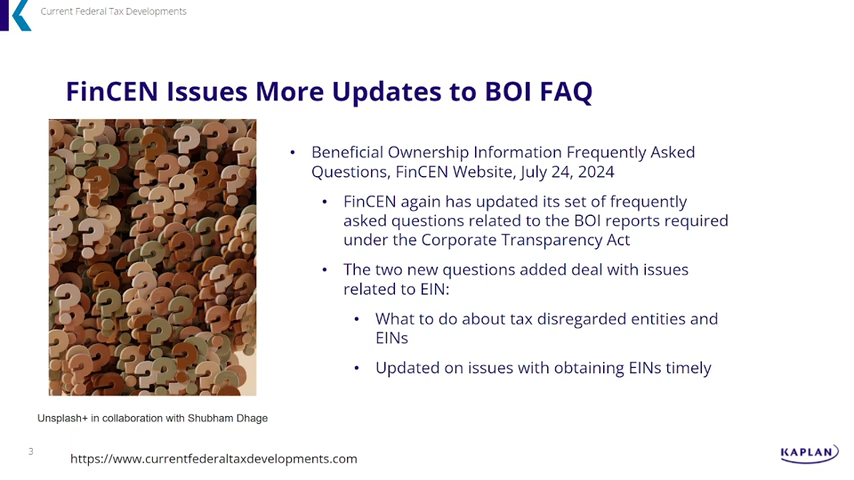 Current Federal Tax Developments
FinCEN Issues More Updates to BOI FAQ
• Beneficial Ownership Information Frequently Asked
Questions, FinCEN Website, July 24, 2024
• FinCEN again has updated its set of frequently
asked questions related to the BOI reports required
under the Corporate Transparency Act
• The two new questions added deal with issues
related to EIN:
• What to do about tax disregarded entities and
EINs
• Updated on issues with obtaining EINs timely
Unsplash+ in collaboration with Shubham Dhage
3
https://www.currentfederaltaxdevelopments.com
KAPLAN